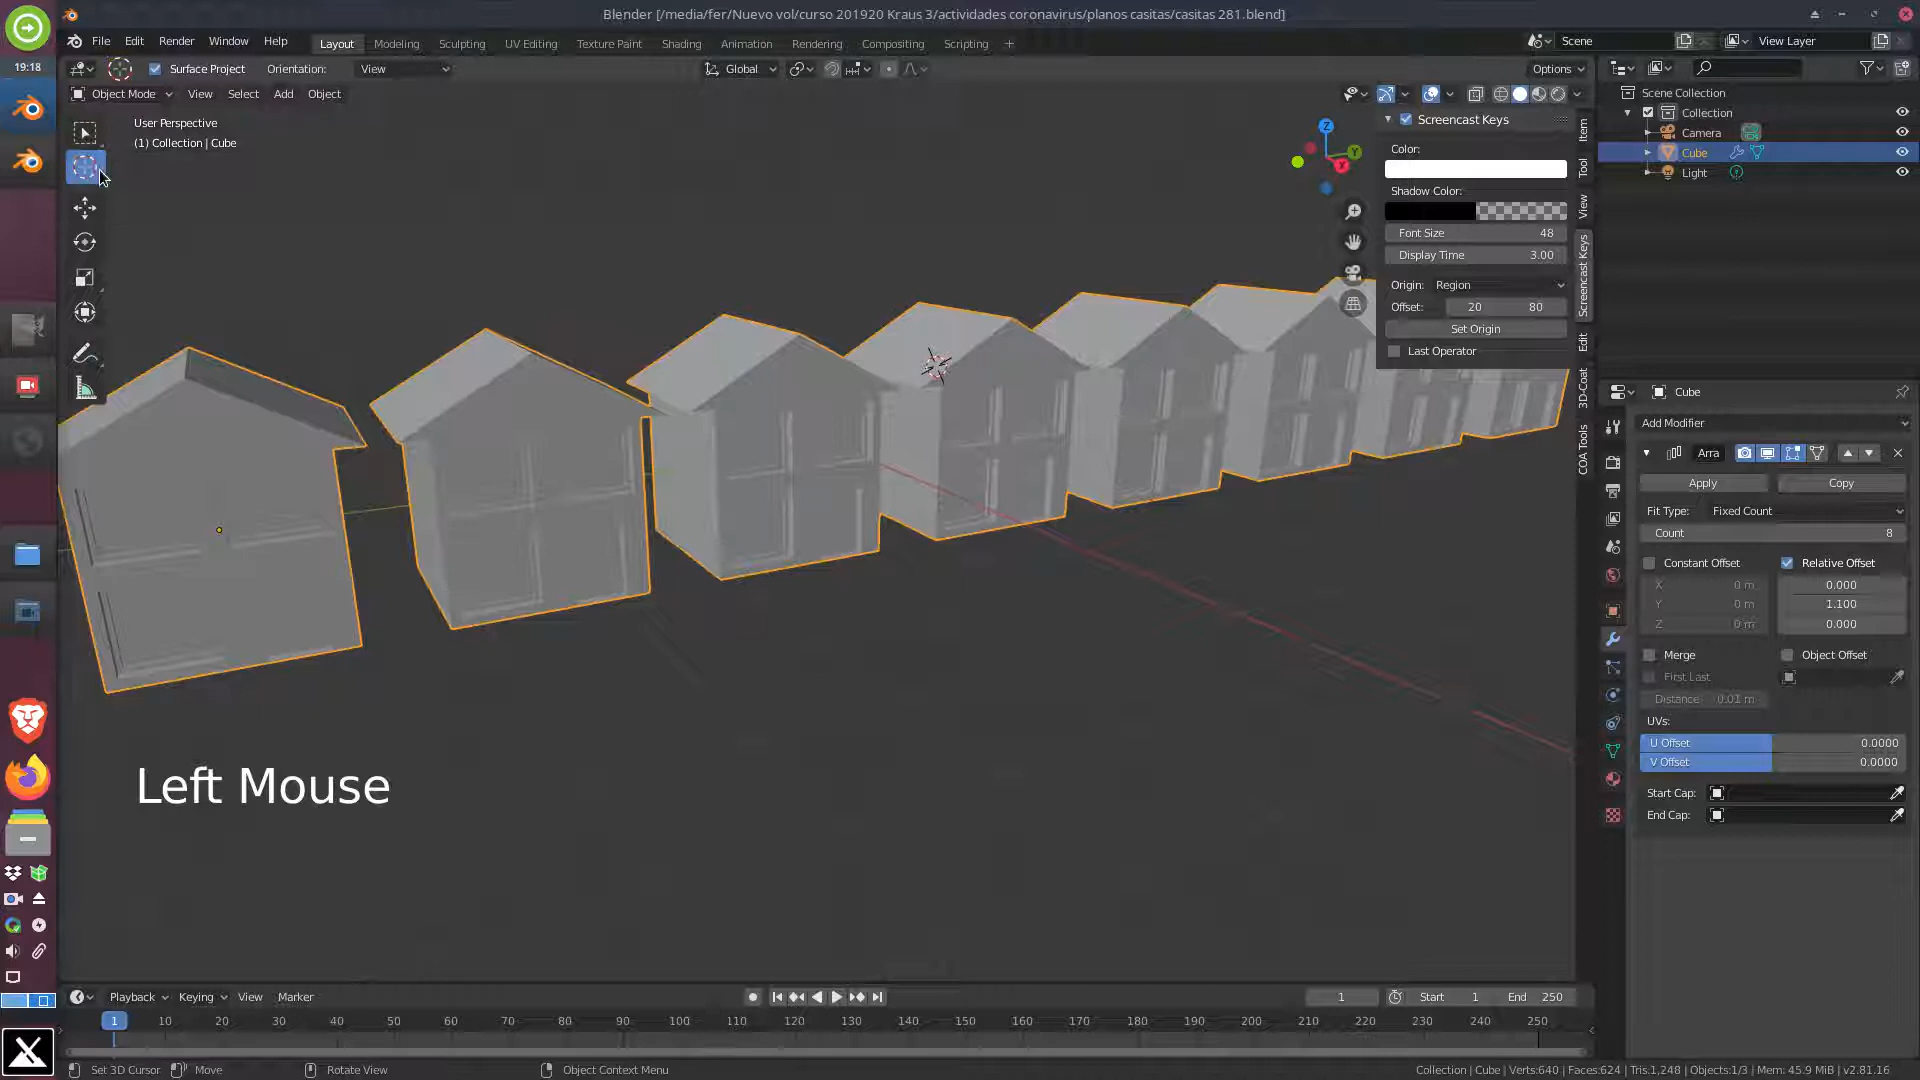 Blender [/media/fer/Nuevo vol/curso 201920 Kraus 3/actividades coronavirus/planos casitas/casitas 281.blend]
File Edit Render Window Help
Layout Modeling Sculpting UV Editing Texture Paint Shading Animation Rendering Compositing Scripting +
Scene
View Layer
19:18
Surface Project Orientation: View
Global
Options
Object Mode View Select Add Object
User Perspective
(1) Collection | Cube
Screencast Keys
Color:
Shadow Color:
Font Size 48
Display Time 3.00
Origin: Region
Offset: 20 80
Set Origin
Last Operator
Item
Tool
View
Screencast Keys
Edit
3D-Coat
COA Tools
Z
Y
X
Scene Collection
Collection
Camera
Cube
Light
Cube
Add Modifier
Arra
Apply Copy
Fit Type: Fixed Count
Count 8
Constant Offset Relative Offset
X 0 m 0.000
Y 0 m 1.100
Z 0 m 0.000
Merge Object Offset
First Last
Distance 0.01 m
UVs:
U Offset 0.0000
V Offset 0.0000
Start Cap:
End Cap:
Left Mouse
Playback Keying View Marker
1 Start 1 End 250
1 10 20 30 40 50 60 70 80 90 100 110 120 130 140 150 160 170 180 190 200 210 220 230 240 250
Set 3D Cursor Move Rotate View Object Context Menu
Collection | Cube | Verts:640 | Faces:624 | Tris:1,248 | Objects:1/3 | Mem: 45.9 MiB | v2.81.16